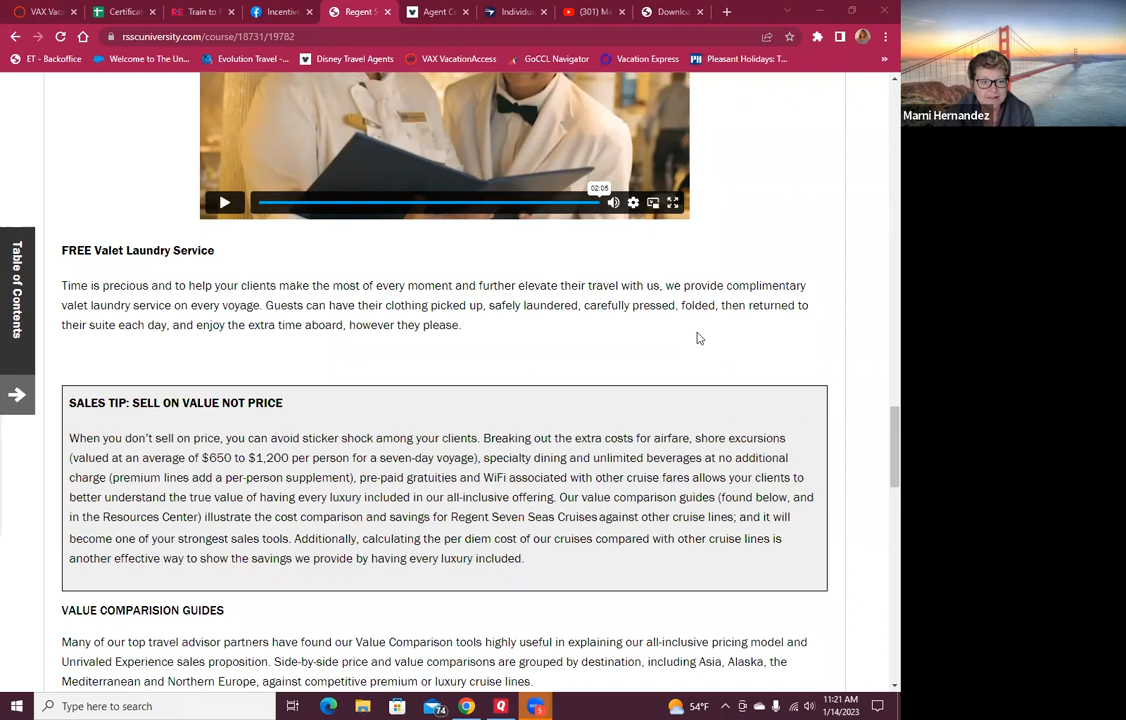 VAX Vac
Certificat
Train to
Incentive
Regent S
Agent C
Individu
(301) M
Downlo
rsscuniversity.com/course/18731/19782
ET - Backoffice
Welcome to The Un...
Evolution Travel -...
Disney Travel Agents
VAX VacationAccess
GoCCL Navigator
Vacation Express
Pleasant Holidays: T...
Marni Hernandez
02:05
Table of Contents
FREE Valet Laundry Service
Time is precious and to help your clients make the most of every moment and further elevate their travel with us, we provide complimentary
valet laundry service on every voyage. Guests can have their clothing picked up, safely laundered, carefully pressed, folded, then returned to
their suite each day, and enjoy the extra time aboard, however they please.
SALES TIP: SELL ON VALUE NOT PRICE
When you don't sell on price, you can avoid sticker shock among your clients. Breaking out the extra costs for airfare, shore excursions
(valued at an average of $650 to $1,200 per person for a seven-day voyage), specialty dining and unlimited beverages at no additional
charge (premium lines add a per-person supplement), pre-paid gratuities and WiFi associated with other cruise fares allows your clients to
better understand the true value of having every luxury included in our all-inclusive offering. Our value comparison guides (found below, and
in the Resources Center) illustrate the cost comparison and savings for Regent Seven Seas Cruises against other cruise lines; and it will
become one of your strongest sales tools. Additionally, calculating the per diem cost of our cruises compared with other cruise lines is
another effective way to show the savings we provide by having every luxury included.
VALUE COMPARISION GUIDES
Many of our top travel advisor partners have found our Value Comparison tools highly useful in explaining our all-inclusive pricing model and
Unrivaled Experience sales proposition. Side-by-side price and value comparisons are grouped by destination, including Asia, Alaska, the
Mediterranean and Northern Europe, against competitive premium or luxury cruise lines.
Type here to search
74
5
54°F
11:21 AM
1/14/2023